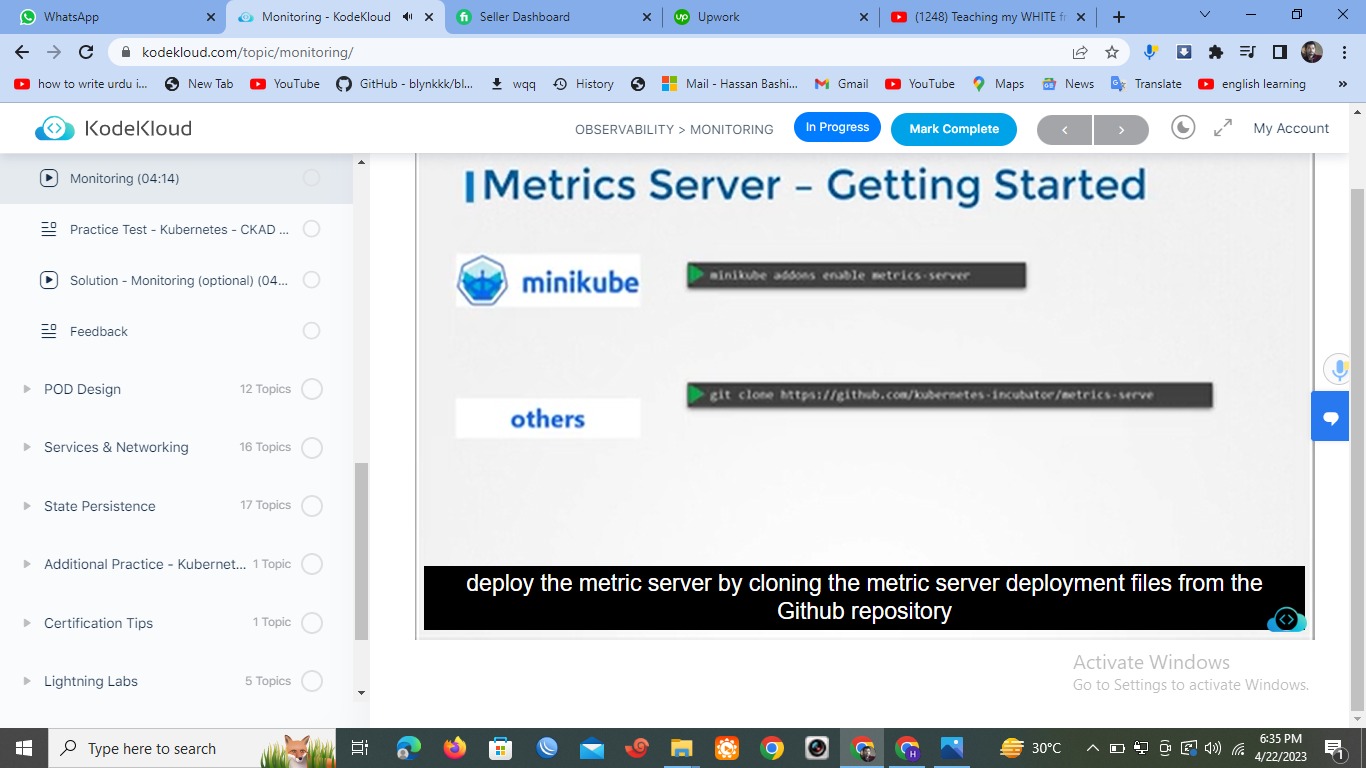 WhatsApp
Monitoring - KodeKloud
Seller Dashboard
Upwork
(1248) Teaching my WHITE fr
kodekloud.com/topic/monitoring/
how to write urdu i...
New Tab
YouTube
GitHub - blynkkk/bl...
wqq
History
Mail - Hassan Bashi...
Gmail
YouTube
Maps
News
Translate
english learning
»
KodeKloud
OBSERVABILITY > MONITORING
In Progress
Mark Complete
My Account
Monitoring (04:14)
Practice Test - Kubernetes - CKAD ...
Solution - Monitoring (optional) (04...
Feedback
POD Design 12 Topics
Services & Networking 16 Topics
State Persistence 17 Topics
Additional Practice - Kubernet... 1 Topic
Certification Tips 1 Topic
Lightning Labs 5 Topics
Metrics Server – Getting Started
minikube
minikube addons enable metrics-server
others
git clone https://github.com/kubernetes-incubator/metrics-serve
deploy the metric server by cloning the metric server deployment files from the
Github repository
Activate Windows
Go to Settings to activate Windows.
Type here to search
30°C
6:35 PM
4/22/2023
1